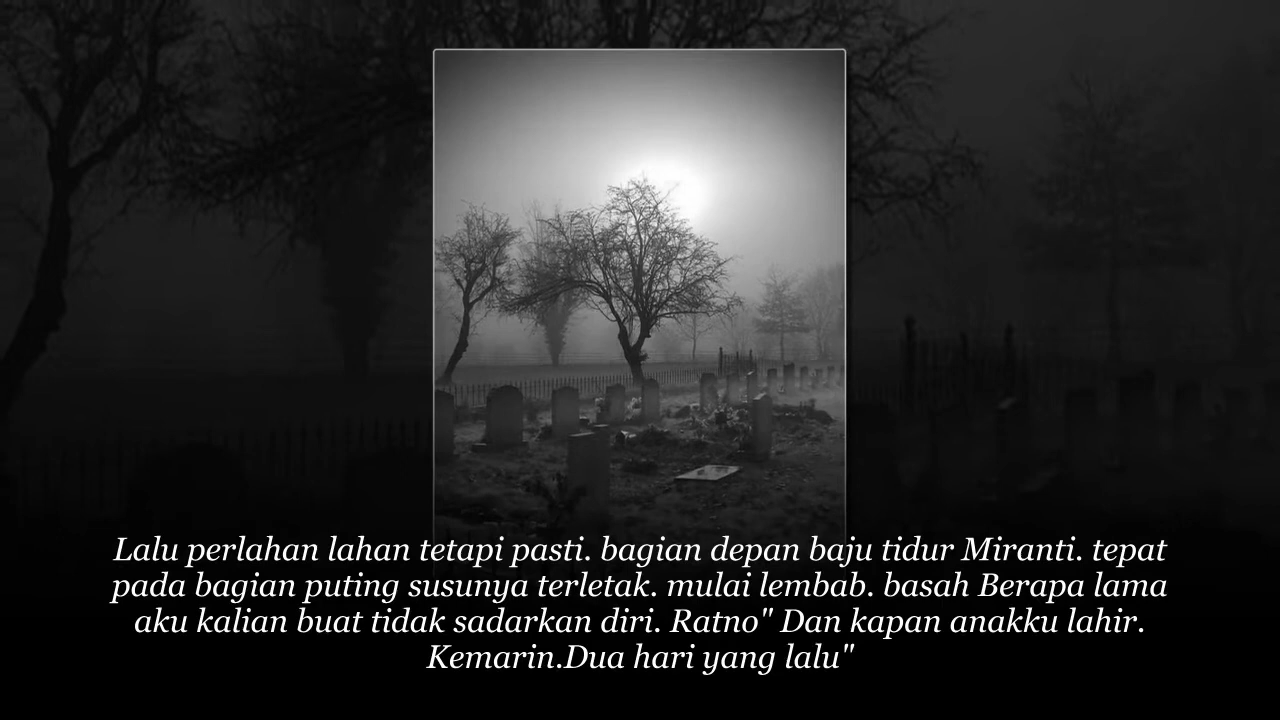 Lalu perlahan lahan tetapi pasti. bagian depan baju tidur Miranti. tepat
pada bagian puting susunya terletak. mulai lembab. basah Berapa lama
aku kalian buat tidak sadarkan diri. Ratno" Dan kapan anakku lahir.
Kemarin.Dua hari yang lalu"